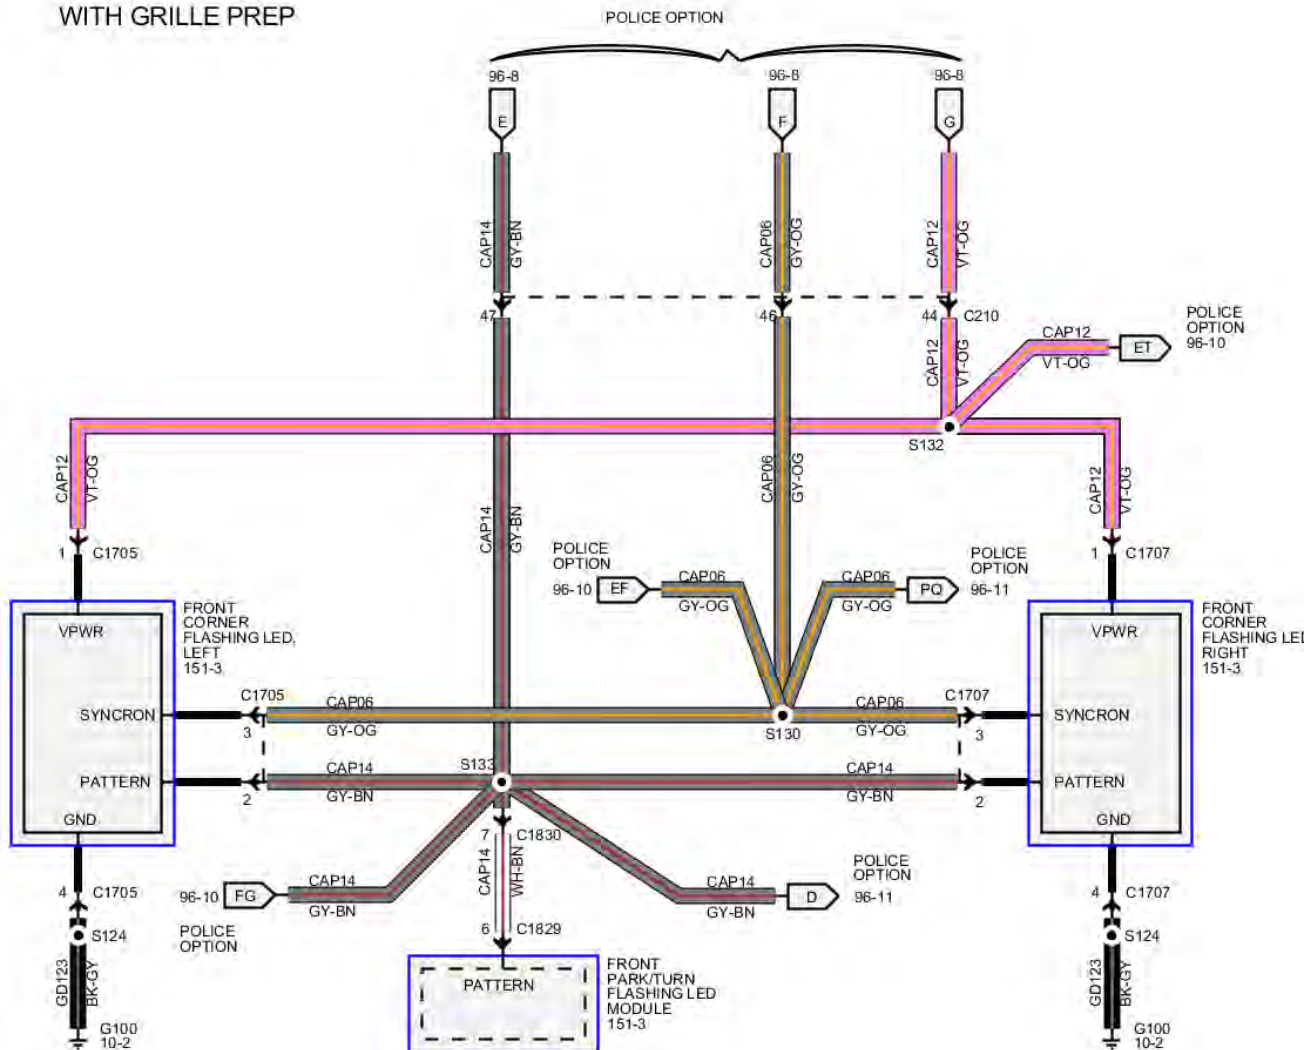 WITH GRILLE PREP
POLICE OPTION
96-8
96-8
96-8
E
F
G
CAP14
GY-BN
CAP06
GY-OG
CAP12
VT-OG
47
46
44
C210
CAP12
VT-OG
CAP12
VT-OG
ET
POLICE
OPTION
96-10
S132
CAP12
VT-OG
CAP14
GY-BN
CAP06
GY-OG
CAP12
VT-OG
1
C1705
POLICE
OPTION
96-10
EF
CAP06
GY-OG
CAP06
GY-OG
PQ
POLICE
OPTION
96-11
1
C1707
FRONT
CORNER
FLASHING LED,
LEFT
151-3
VPWR
SYNCRON
PATTERN
GND
C1705
3
2
CAP06
GY-OG
S130
CAP06
GY-OG
C1707
3
2
CAP14
GY-BN
S133
CAP14
GY-BN
VPWR
SYNCRON
PATTERN
GND
FRONT
CORNER
FLASHING LED
RIGHT
151-3
4
C1705
S124
GD123
BK-GY
G100
10-2
96-10
FG
CAP14
GY-BN
POLICE
OPTION
7
C1830
CAP14
WH-BN
6
C1829
CAP14
GY-BN
D
POLICE
OPTION
96-11
PATTERN
FRONT
PARK/TURN
FLASHING LED
MODULE
151-3
4
C1707
S124
GD123
BK-GY
G100
10-2